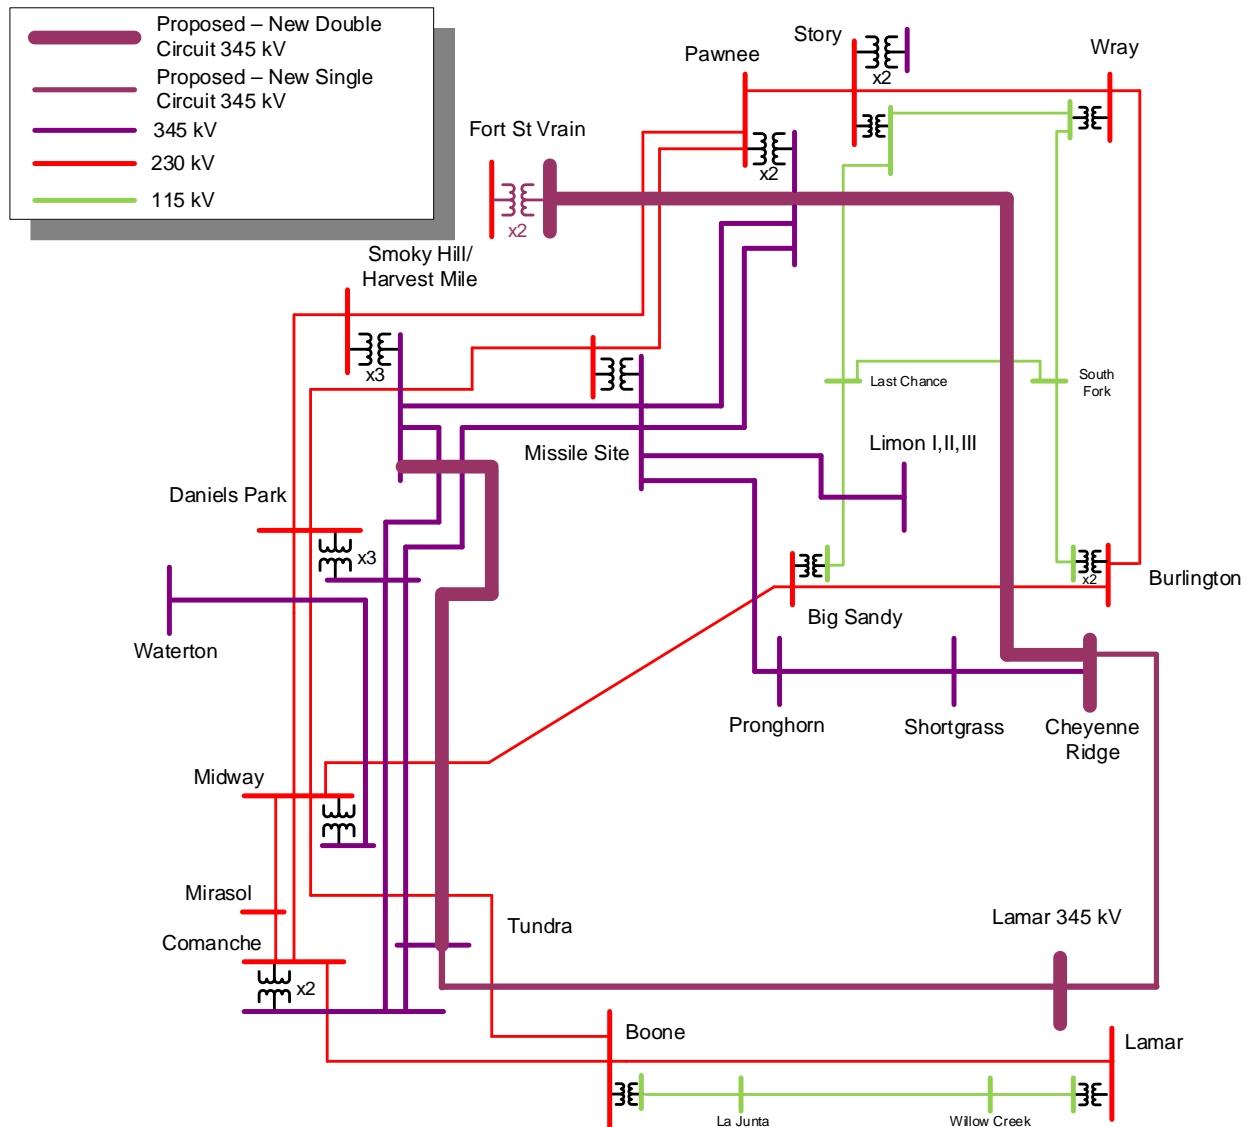 Proposed – New Double
Circuit 345 kV
Proposed – New Single
Circuit 345 kV
345 kV
230 kV
115 kV
Story
x2
Wray
Pawnee
x2
Fort St Vrain
x2
Smoky Hill/
Harvest Mile
x3
Last Chance
South
Fork
Missile Site
Limon I,II,III
Daniels Park
x3
x2
Burlington
Big Sandy
Waterton
Pronghorn
Shortgrass
Cheyenne
Ridge
Midway
Mirasol
Tundra
Lamar 345 kV
Comanche
x2
Boone
Lamar
La Junta
Willow Creek